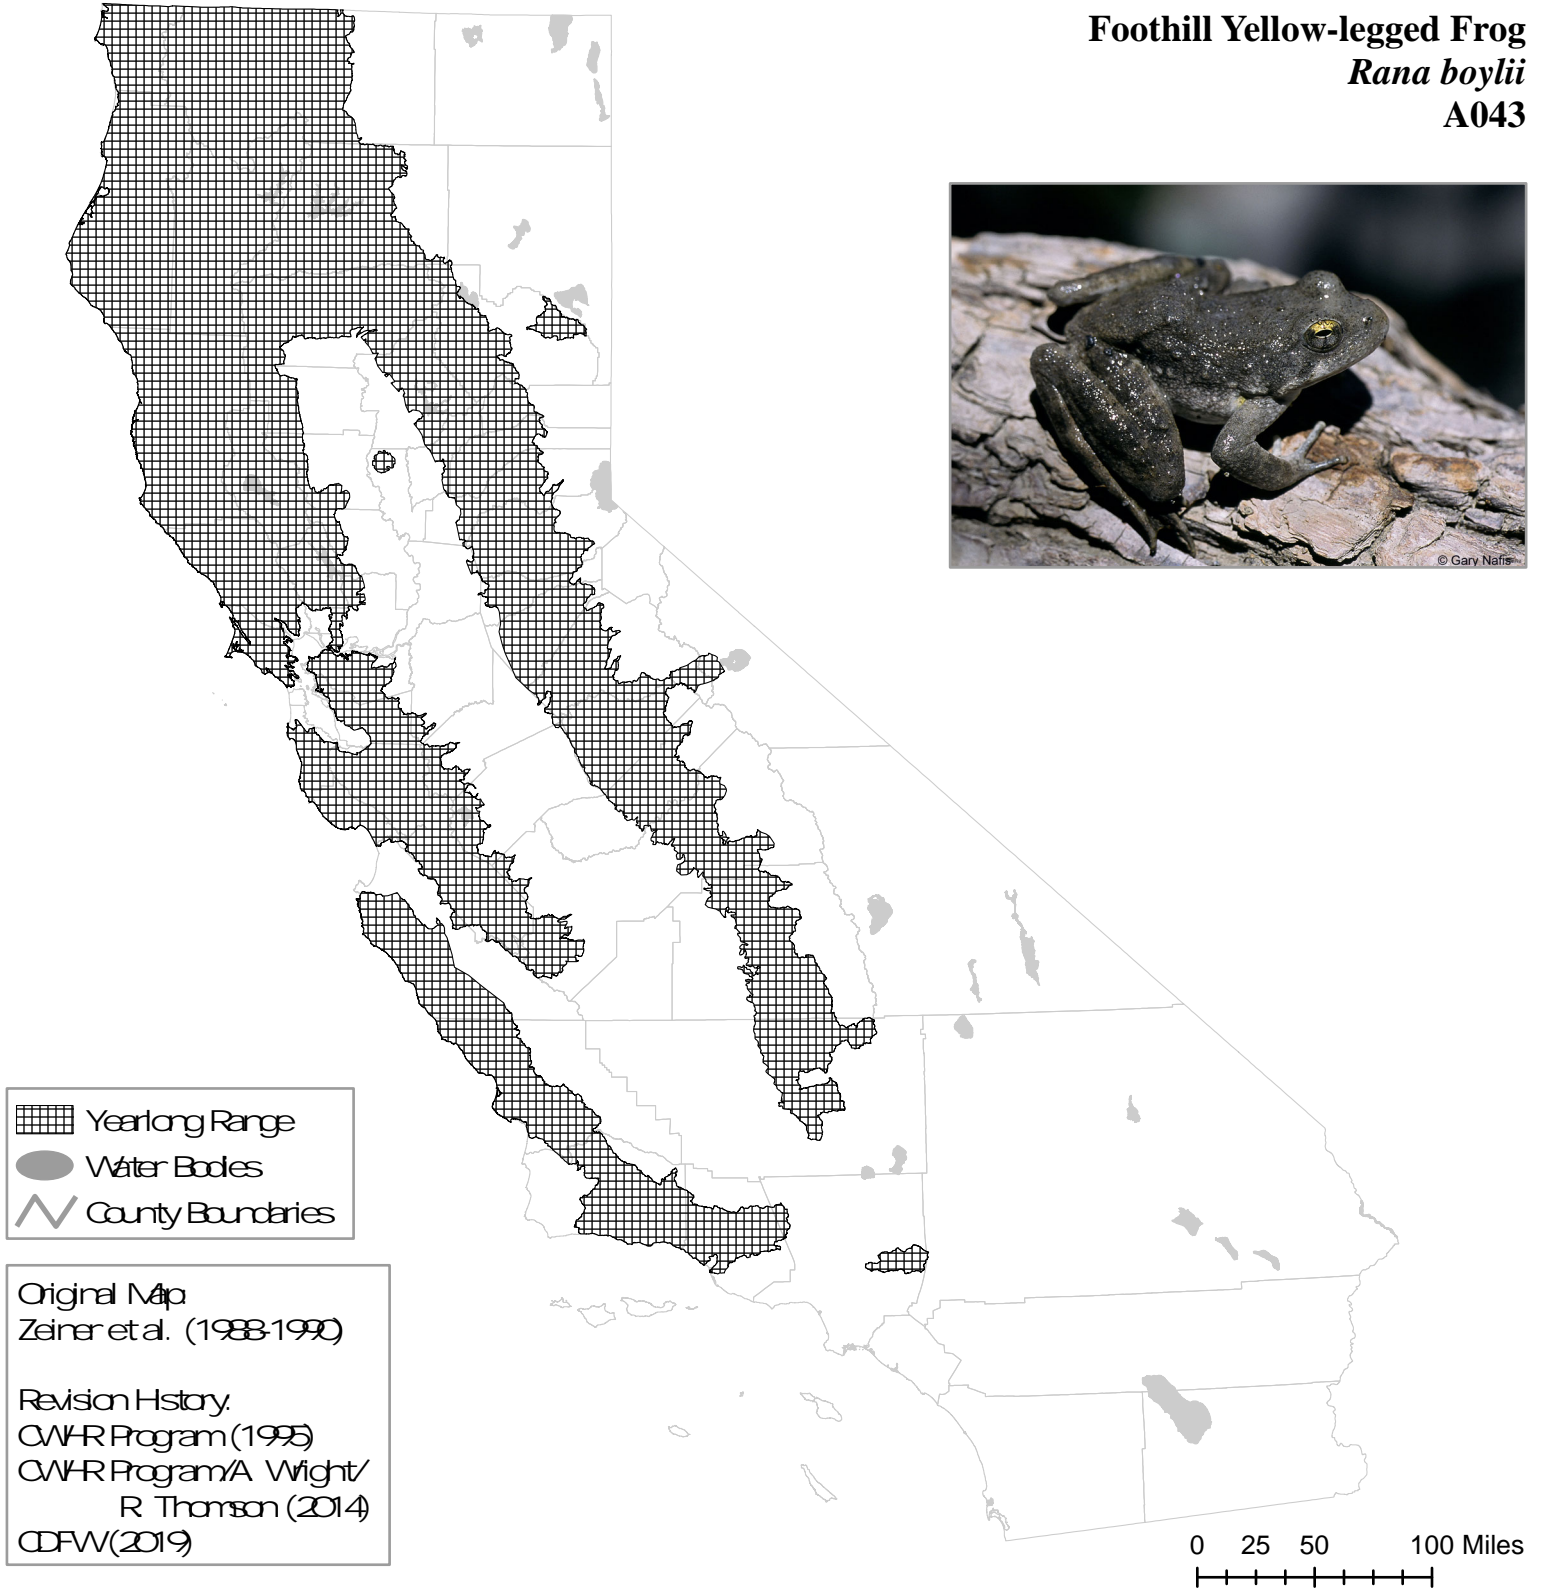 Foothill Yellow-legged Frog
Rana boylii
A043
© Gary Nafis
Yearlong Range
Water Bodies
County Boundaries
Original Map:
Zeiner et al. (1988-1990)
Revision History:
CWHR Program (1995)
CWHR Program/A. Wright/
R. Thomson (2014)
CDFW (2019)
0 25 50 100 Miles